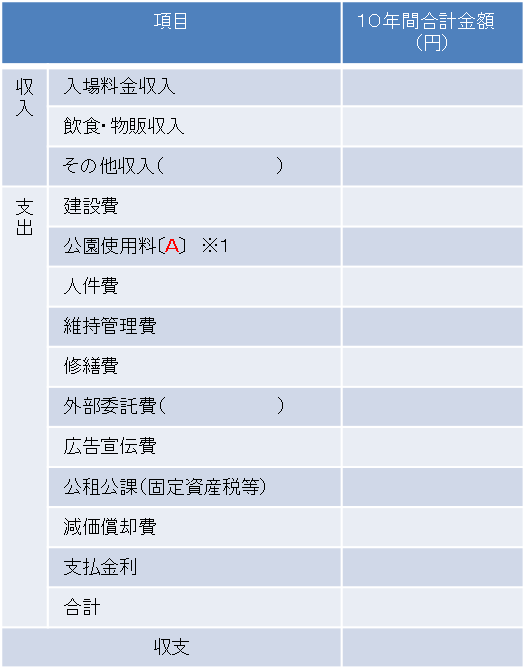 項目
10年間合計金額
(円)
収入
入場料金収入
飲食・物販収入
その他収入(　　　　　　)
支出
建設費
公園使用料〔A〕 ※1
人件費
維持管理費
修繕費
外部委託費(　　　　　　)
広告宣伝費
公租公課(固定資産税等)
減価償却費
支払金利
合計
収支